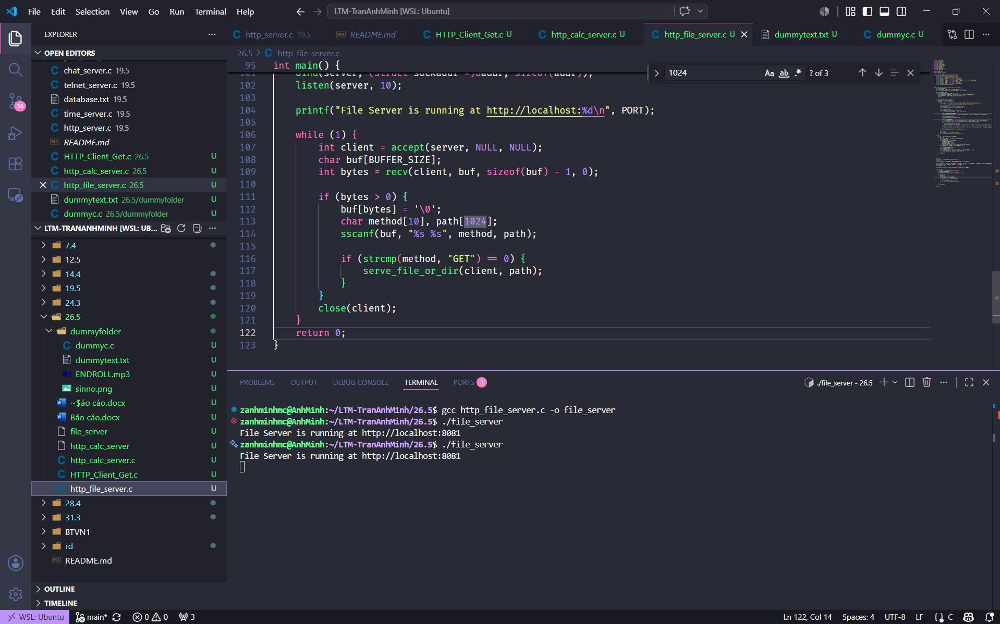 File Edit Selection View Go Run Terminal Help
LTM-TranAnhMinh [WSL: Ubuntu]
EXPLORER
OPEN EDITORS
chat_server.c 19.5
telnet_server.c 19.5
database.txt 19.5
time_server.c 19.5
http_server.c 19.5
README.md
HTTP_Client_Get.c 26.5 U
http_calc_server.c 26.5 U
http_file_server.c 26.5 U
dummytext.txt 26.5/dummyfolder U
dummyc.c 26.5/dummyfolder U
LTM-TRANANHMINH [WSL: UB...
7.4
12.5
14.4
19.5
24.3
26.5
dummyfolder
dummyc.c U
dummytext.txt U
ENDROLL.mp3 U
sinno.png U
~$áo cáo.docx U
Báo cáo.docx U
file_server U
http_calc_server U
http_calc_server.c U
HTTP_Client_Get.c U
http_file_server.c U
28.4
31.3
BTVN1
rd
README.md
OUTLINE
TIMELINE
36
http_server.c 19.5 README.md HTTP_Client_Get.c U http_calc_server.c U http_file_server.c U dummytext.txt U dummyc.c U
26.5 > http_file_server.c
1024 Aa ab .* ? of 3
95 int main() {
101 bind(server, (struct sockaddr *)&addr, sizeof(addr));
102 listen(server, 10);
103
104 printf("File Server is running at http://localhost:%d\n", PORT);
105
106 while (1) {
107 int client = accept(server, NULL, NULL);
108 char buf[BUFFER_SIZE];
109 int bytes = recv(client, buf, sizeof(buf) - 1, 0);
110
111 if (bytes > 0) {
112 buf[bytes] = '\0';
113 char method[10], path[1024];
114 sscanf(buf, "%s %s", method, path);
115
116 if (strcmp(method, "GET") == 0) {
117 serve_file_or_dir(client, path);
118 }
119 }
120 close(client);
121 }
122 return 0;
123 }
PROBLEMS OUTPUT DEBUG CONSOLE TERMINAL PORTS 3
./file_server - 26.5
zanhminhmc@AnhMinh:~/LTM-TranAnhMinh/26.5$ gcc http_file_server.c -o file_server
zanhminhmc@AnhMinh:~/LTM-TranAnhMinh/26.5$ ./file_server
File Server is running at http://localhost:8081
zanhminhmc@AnhMinh:~/LTM-TranAnhMinh/26.5$ ./file_server
File Server is running at http://localhost:8081
WSL: Ubuntu main* 0 0 3
Ln 122, Col 14 Spaces: 4 UTF-8 LF {} C